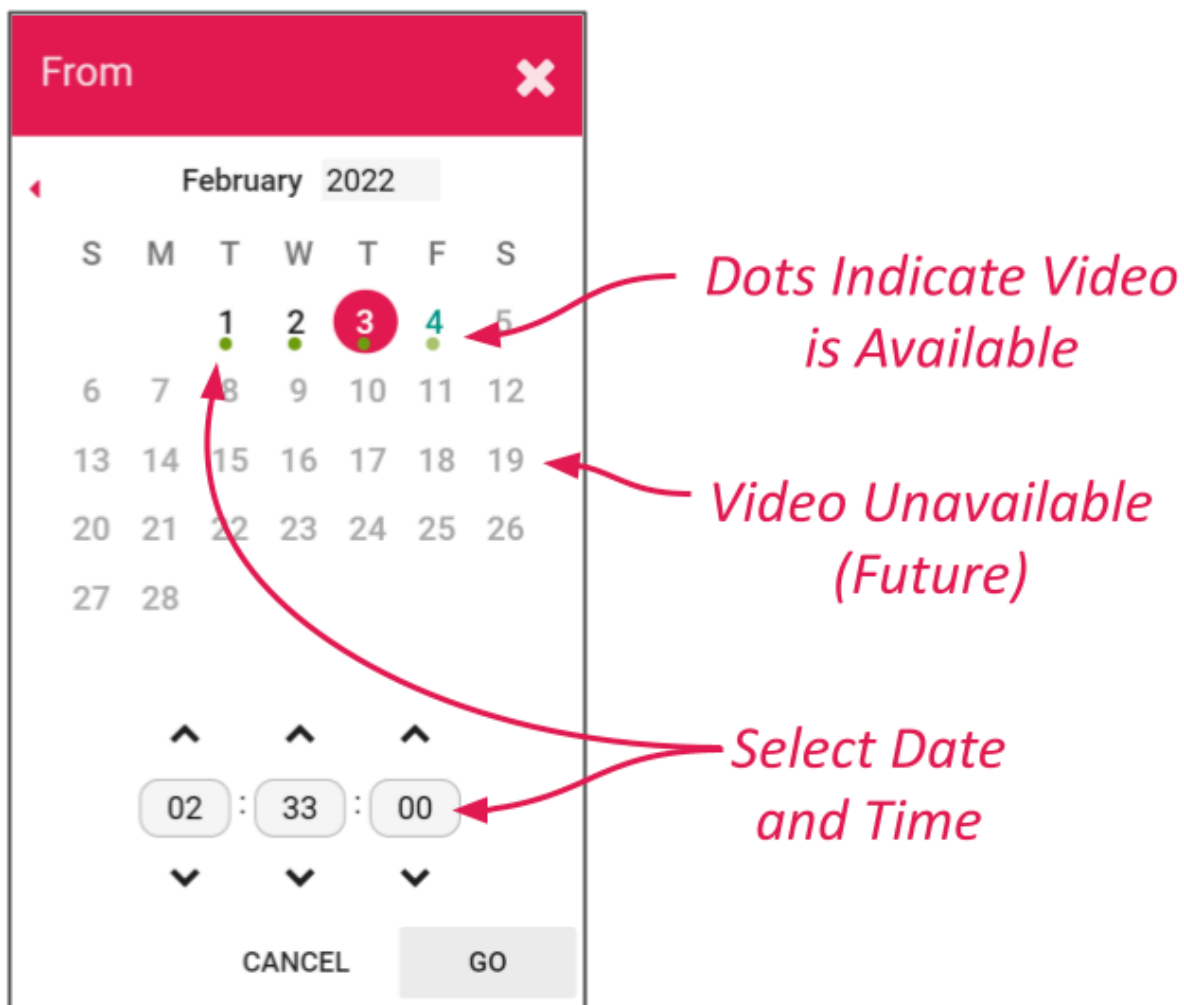 From
February 2022
S M T W T F S
1 2 3 4 5
Dots Indicate Video
is Available
6 7 8 9 10 11 12
13 14 15 16 17 18 19
Video Unavailable
(Future)
20 21 22 23 24 25 26
27 28
Select Date
and Time
02 : 33 : 00
CANCEL GO